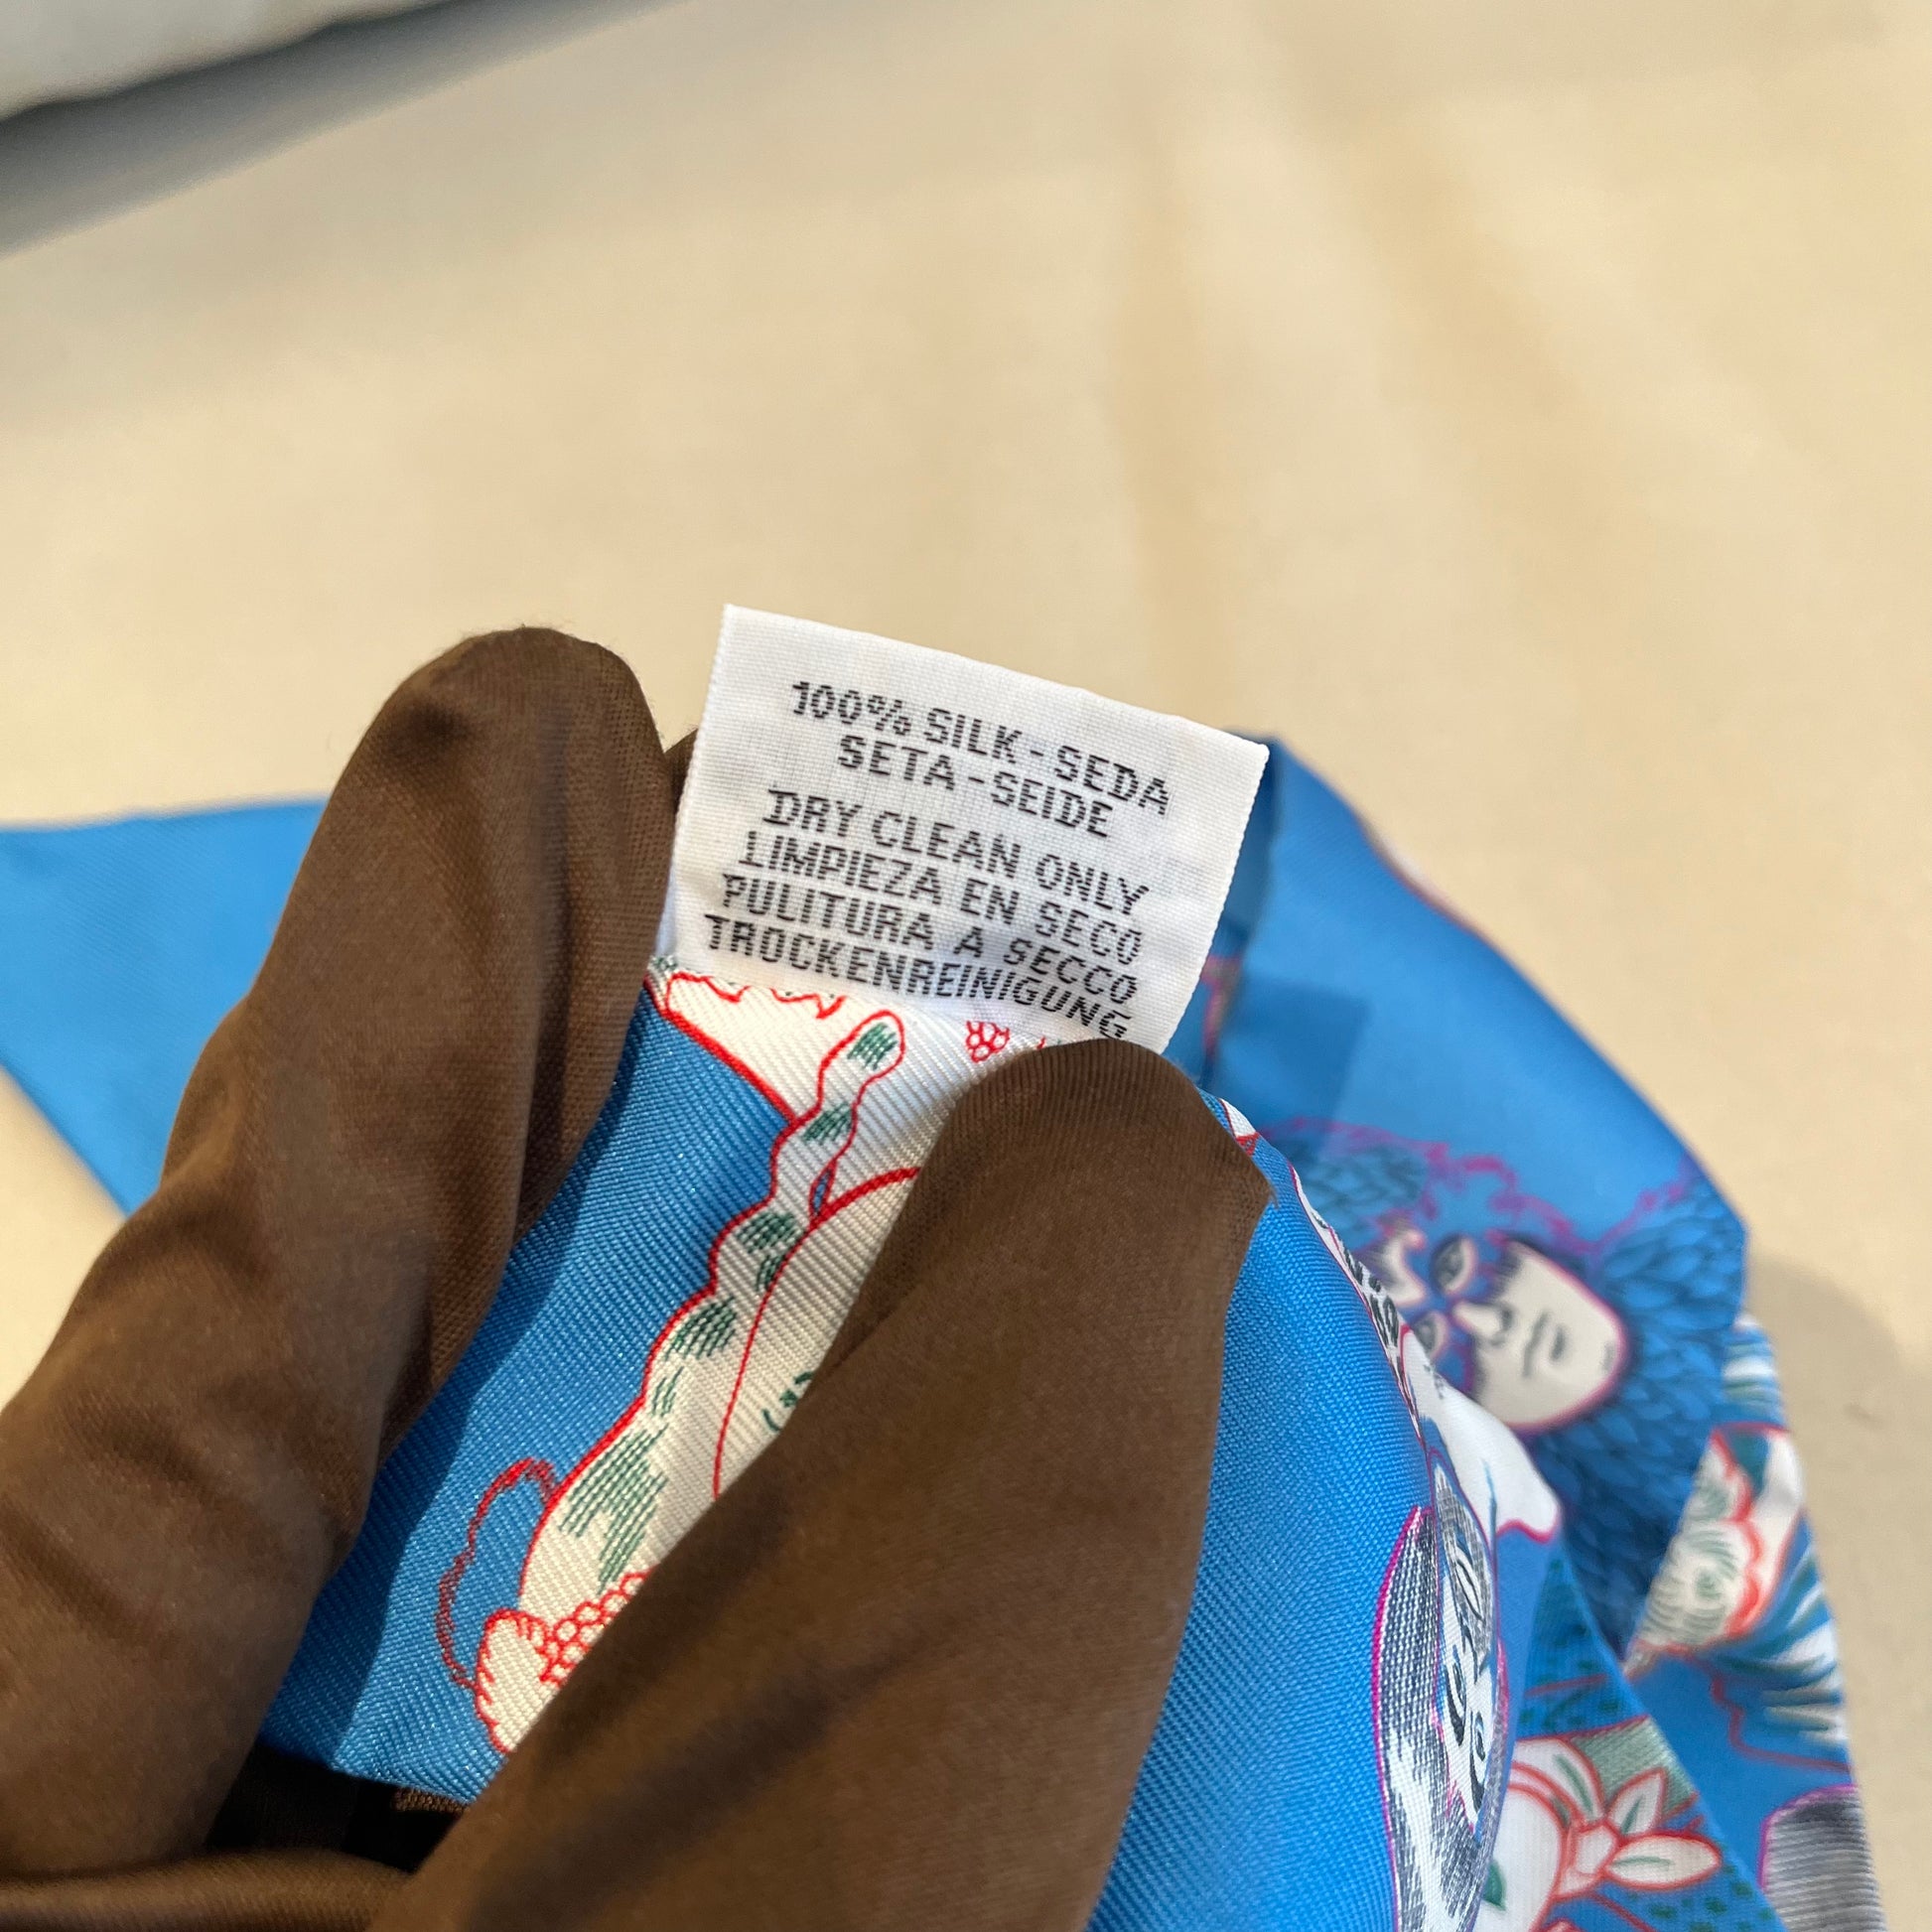 100% SILK - SEDA
SETA - SEIDE
DRY CLEAN ONLY
LIMPIEZA EN SECO
PULITURA A SECCO
TROCKENREINIGUNG